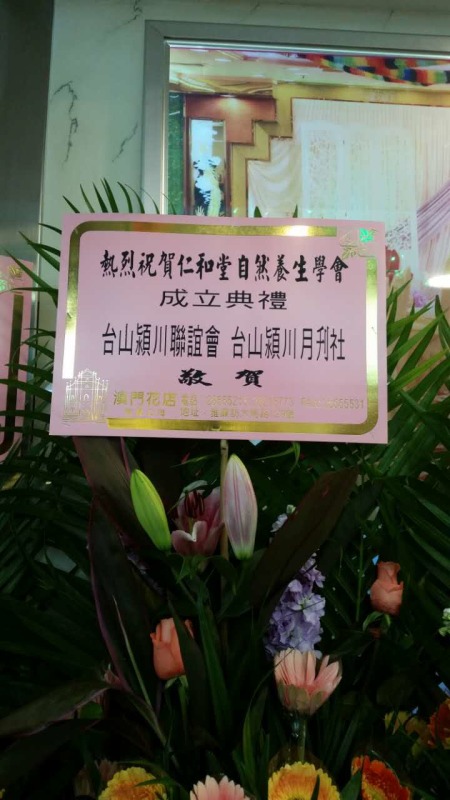 熱烈祝賀仁和堂自然養生學會
成立典禮
台山潁川聯誼會 台山潁川月刊社
敬賀
澳門花店